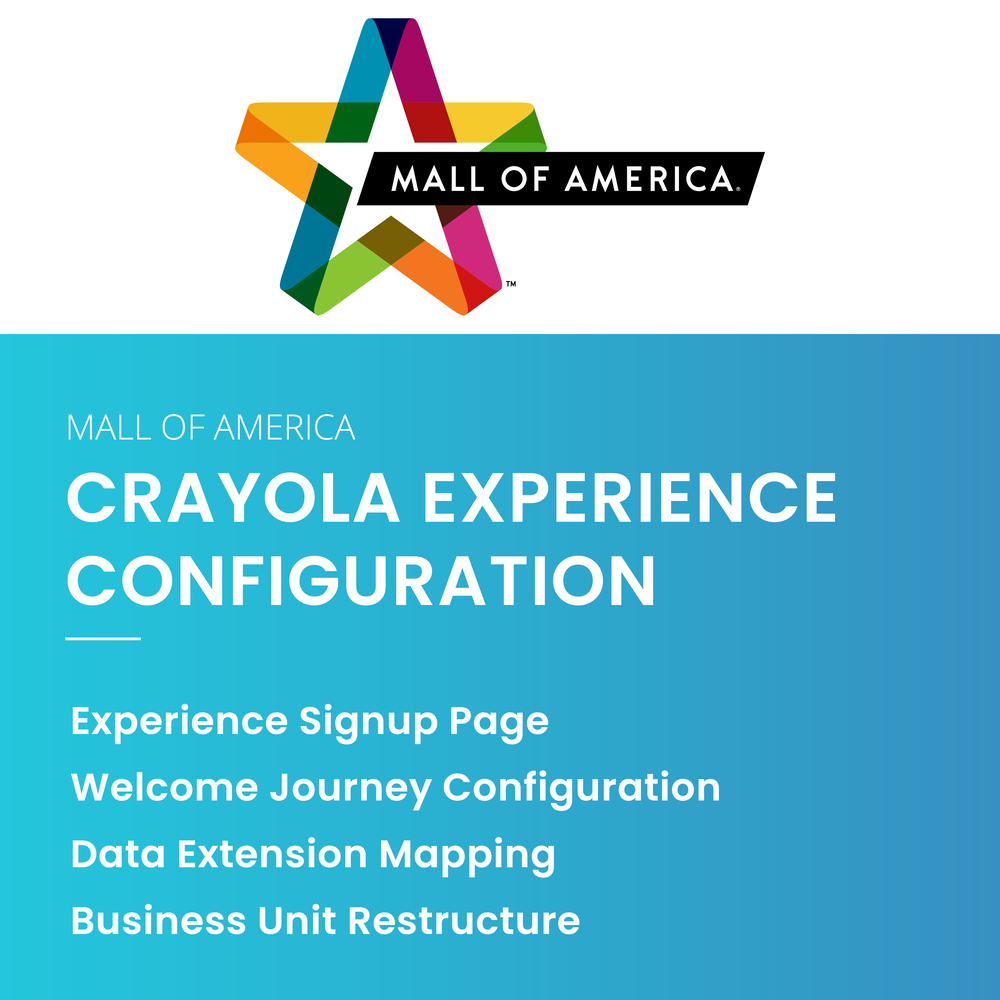 MALL OF AMERICA®
™
MALL OF AMERICA
CRAYOLA EXPERIENCE
CONFIGURATION
Experience Signup Page
Welcome Journey Configuration
Data Extension Mapping
Business Unit Restructure